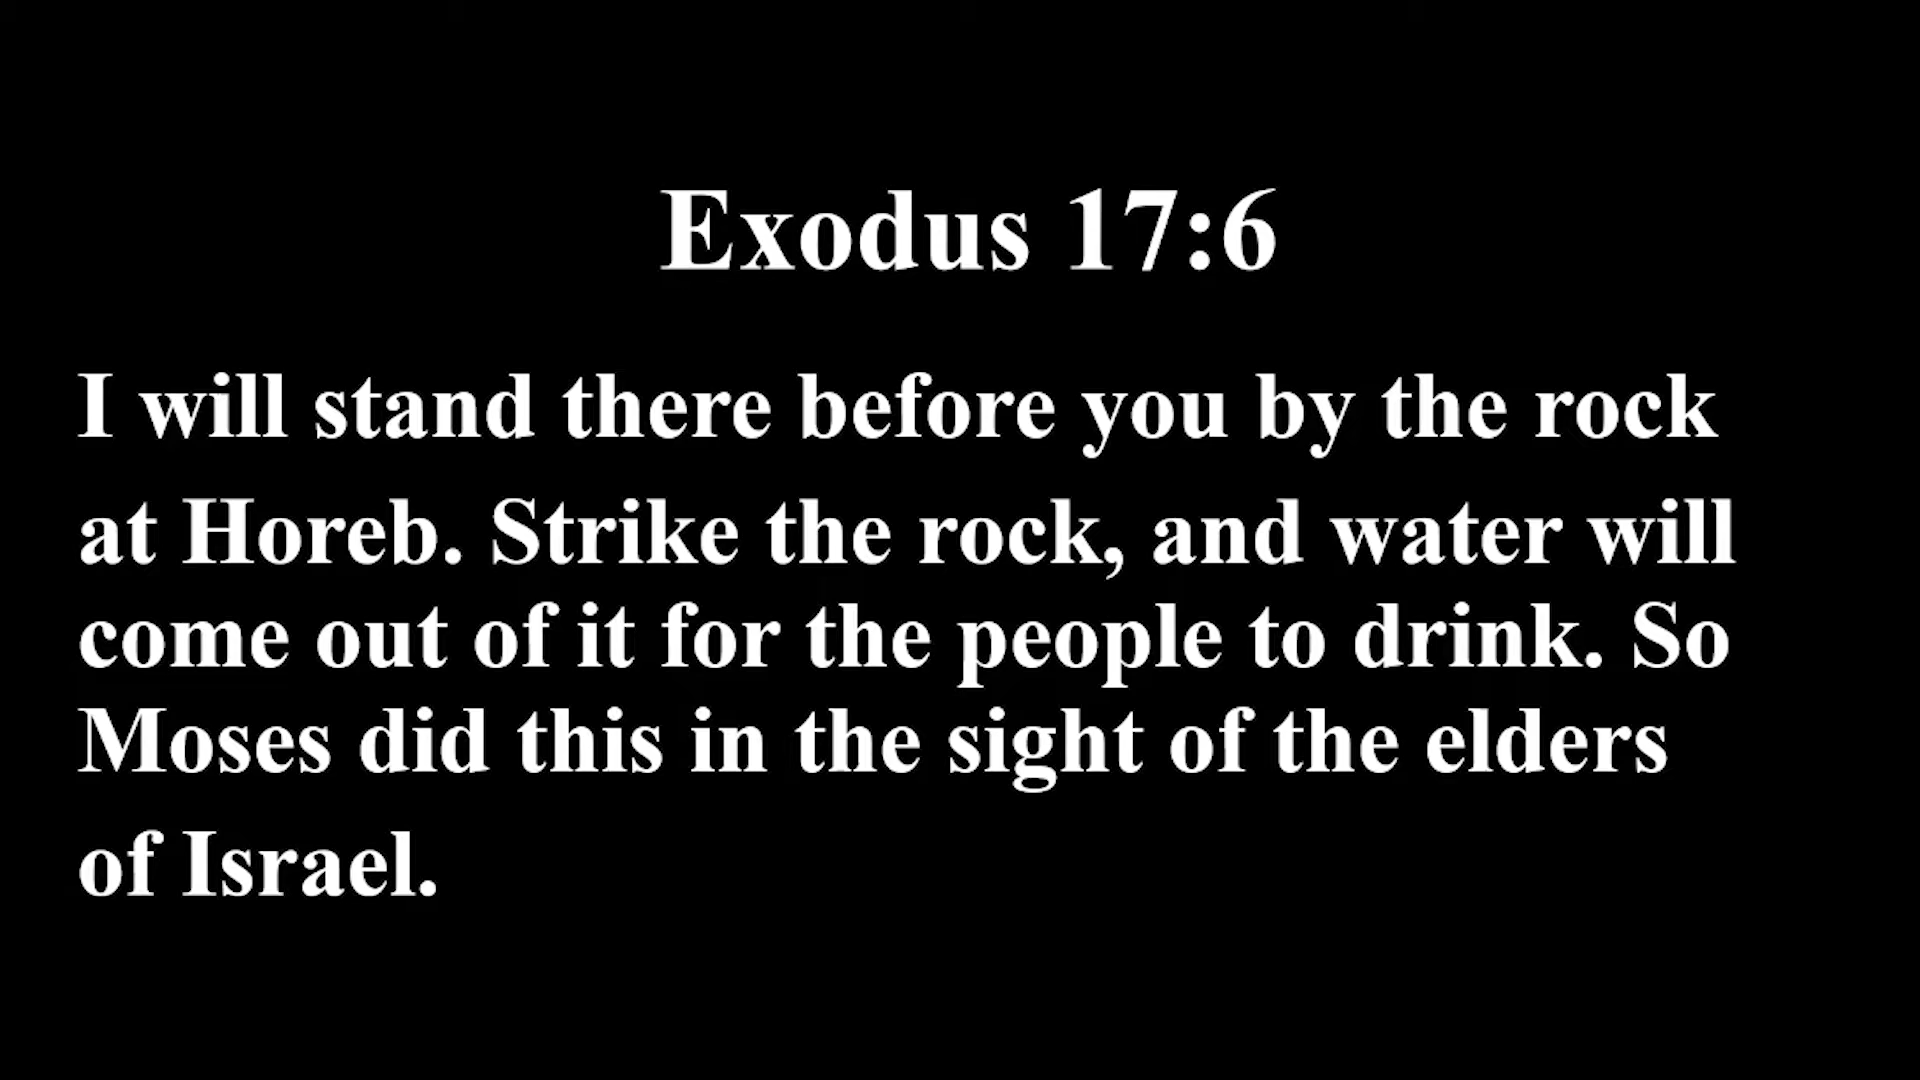 Exodus 17:6
I will stand there before you by the rock
at Horeb. Strike the rock, and water will
come out of it for the people to drink. So
Moses did this in the sight of the elders
of Israel.